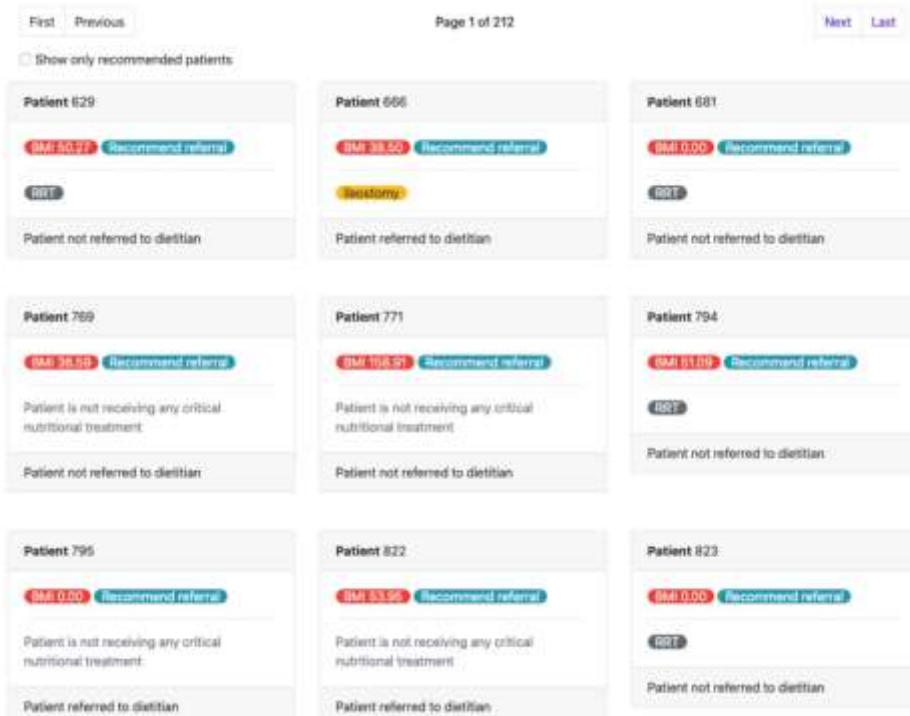 First Previous Page 1 of 212 Next Last
Show only recommended patients
Patient 629
BMI 50.27 Recommend referral
RRT
Patient not referred to dietitian
Patient 666
BMI 38.50 Recommend referral
Ileostomy
Patient referred to dietitian
Patient 681
BMI 0.00 Recommend referral
RRT
Patient not referred to dietitian
Patient 769
BMI 36.59 Recommend referral
Patient is not receiving any critical
nutritional treatment
Patient not referred to dietitian
Patient 771
BMI 158.91 Recommend referral
Patient is not receiving any critical
nutritional treatment
Patient not referred to dietitian
Patient 794
BMI 51.09 Recommend referral
RRT
Patient not referred to dietitian
Patient 795
BMI 0.00 Recommend referral
Patient is not receiving any critical
nutritional treatment
Patient referred to dietitian
Patient 822
BMI 53.95 Recommend referral
Patient is not receiving any critical
nutritional treatment
Patient referred to dietitian
Patient 823
BMI 0.00 Recommend referral
RRT
Patient not referred to dietitian